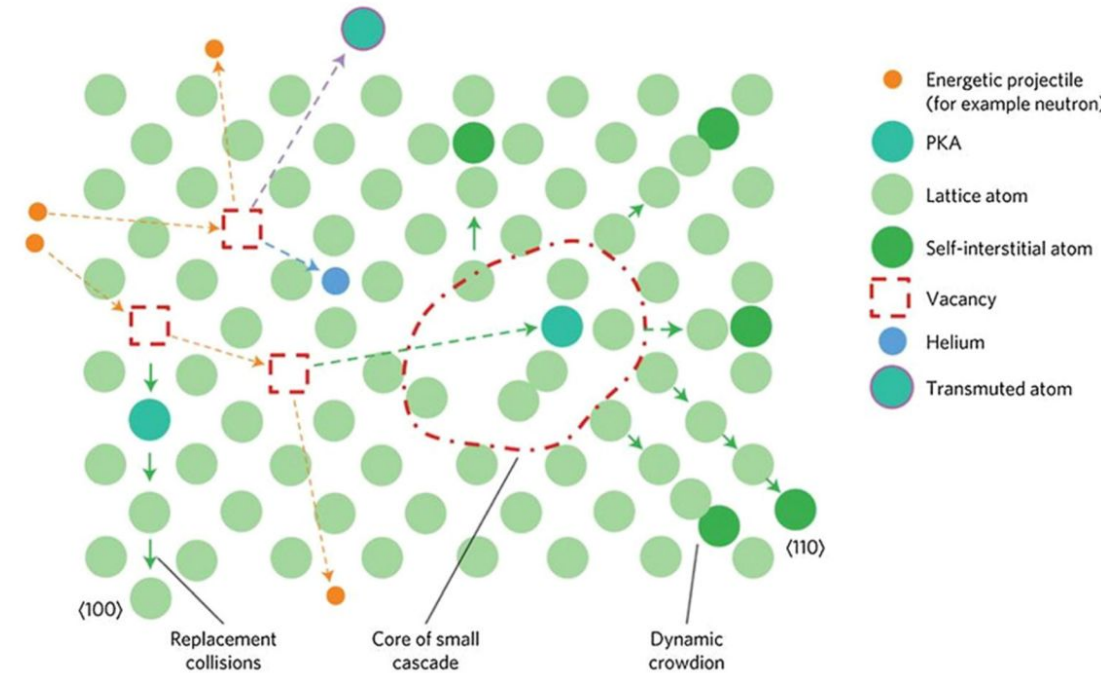 Energetic projectile
(for example neutron)
PKA
Lattice atom
Self-interstitial atom
Vacancy
Helium
Transmuted atom
⟨110⟩
⟨100⟩
Replacement
collisions
Core of small
cascade
Dynamic
crowdion